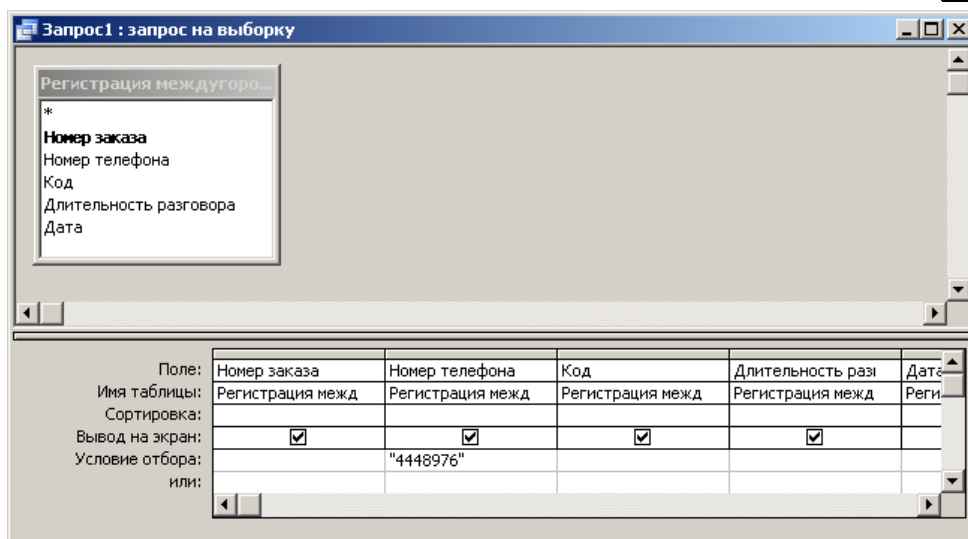 Запрос1 : запрос на выборку
Регистрация междугоро...
*
Номер заказа
Номер телефона
Код
Длительность разговора
Дата
Поле: Номер заказа Номер телефона Код Длительность разг Дата
Имя таблицы: Регистрация межд Регистрация межд Регистрация межд Регистрация межд Реги
Сортировка:
Вывод на экран:
Условие отбора: "4448976"
или: